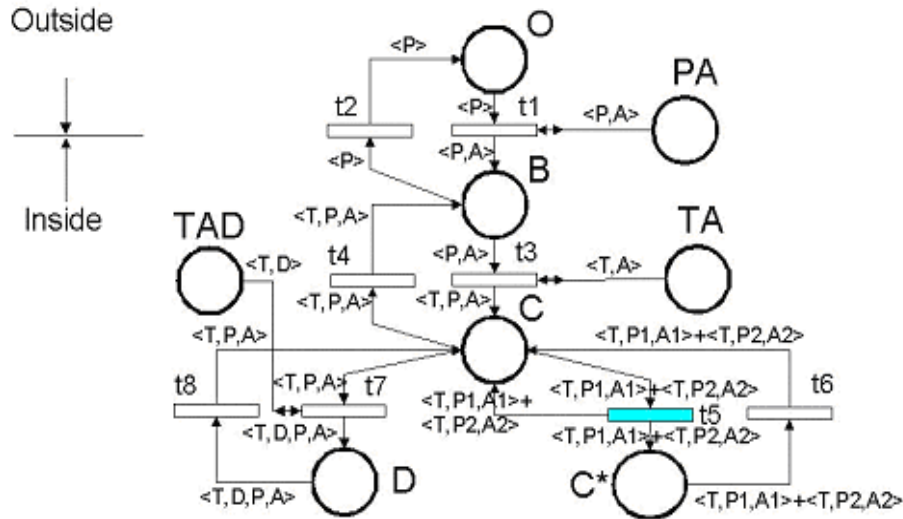 Outside
O
<P>
PA
t2
<P>
t1
<P,A>
<P>
<P,A>
B
Inside
<T,P,A>
TA
TAD
<T,D>
t4
<P,A>
t3
<T,A>
<T,P,A>
<T,P,A>
C
<T,P,A>
<T,P1,A1>+<T,P2,A2>
t8
<T,P,A>
t7
<T,P1,A1>+
<T,P2,A2>
<T,P1,A1>+<T,P2,A2>
t5
t6
<T,D,P,A>
<T,P1,A1>+<T,P2,A2>
<T,D,P,A>
D
C*
<T,P1,A1>+<T,P2,A2>